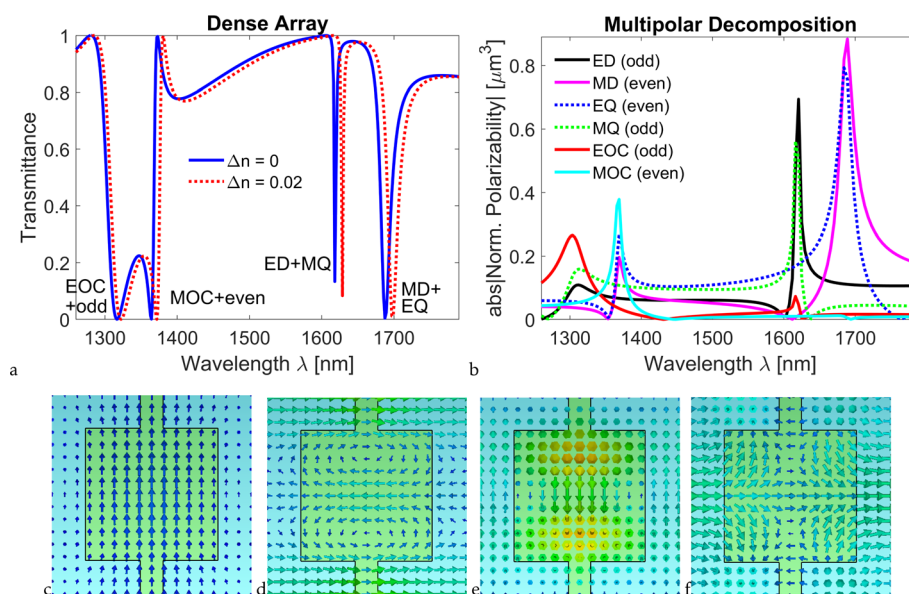 Dense Array
Transmittance
1
0.8
0.6
0.4
0.2
0
Δn = 0
Δn = 0.02
EOC
+odd
MOC+even
ED+MQ
MD+
EQ
1300
1400
1500
1600
1700
Wavelength λ [nm]
a
Multipolar Decomposition
abs|Norm. Polarizability| [μm³]
0.8
0.6
0.4
0.2
0
ED (odd)
MD (even)
EQ (even)
MQ (odd)
EOC (odd)
MOC (even)
1300
1400
1500
1600
1700
Wavelength λ [nm]
b
c
d
e
f